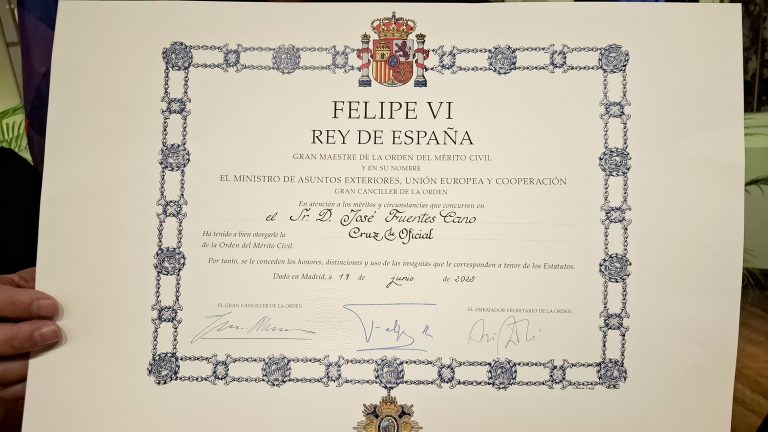 FELIPE VI
REY DE ESPAÑA
GRAN MAESTRE DE LA ORDEN DEL MÉRITO CIVIL
Y EN SU NOMBRE
EL MINISTRO DE ASUNTOS EXTERIORES, UNIÓN EUROPEA Y COOPERACIÓN
GRAN CANCILLER DE LA ORDEN
En atención a los méritos y circunstancias que concurren en
el Sr. D. José Fuentes Cano
Ha tenido a bien otorgarle la Cruz de Oficial
de la Orden del Mérito Civil.
Por tanto, se le conceden los honores, distinciones y uso de las insignias que le corresponden a tenor de los Estatutos.
Dado en Madrid, a de junio de
EL GRAN CANCILLER DE LA ORDEN
EL EMBAJADOR-SECRETARIO DE LA ORDEN